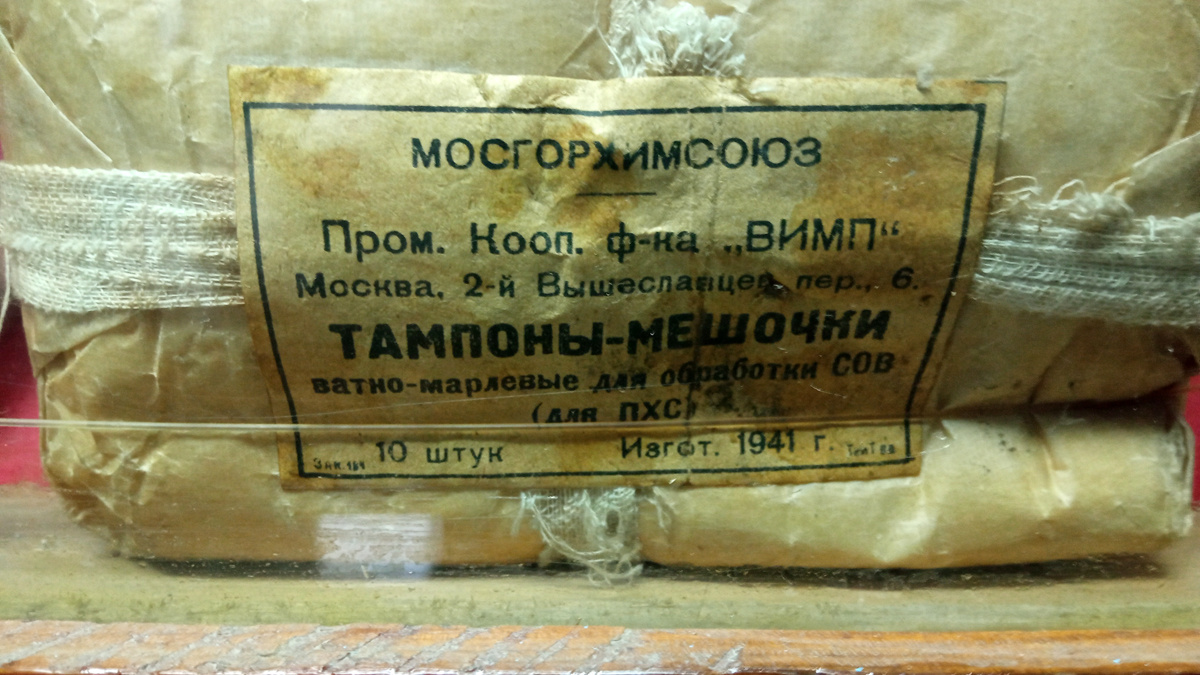 МОСГОРХИМСОЮЗ
Пром. Кооп. ф-ка „ВИМП“
Москва, 2-й Вышеславцев пер., 6.
ТАМПОНЫ-МЕШОЧКИ
ватно-марлевые для обработки СОВ
(для ПХС)
10 штук Изгот. 1941 г.